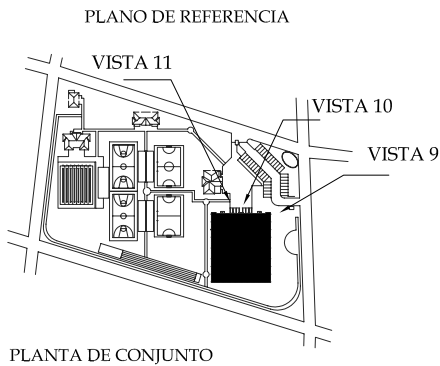 PLANO DE REFERENCIA
VISTA 11
VISTA 10
VISTA 9
PLANTA DE CONJUNTO